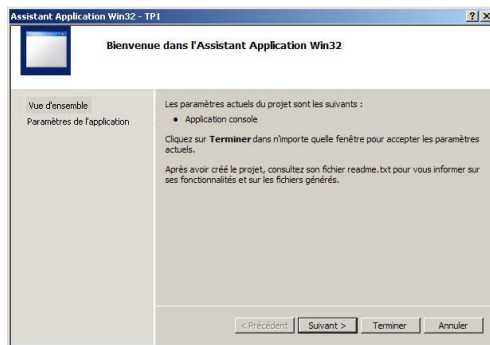 Assistant Application Win32 - TP1
Bienvenue dans l'Assistant Application Win32
Vue d'ensemble
Paramètres de l'application
Les paramètres actuels du projet sont les suivants :
• Application console
Cliquez sur Terminer dans n'importe quelle fenêtre pour accepter les paramètres
actuels.
Après avoir créé le projet, consultez son fichier readme.txt pour vous informer sur
ses fonctionnalités et sur les fichiers générés.
< Précédent Suivant > Terminer Annuler